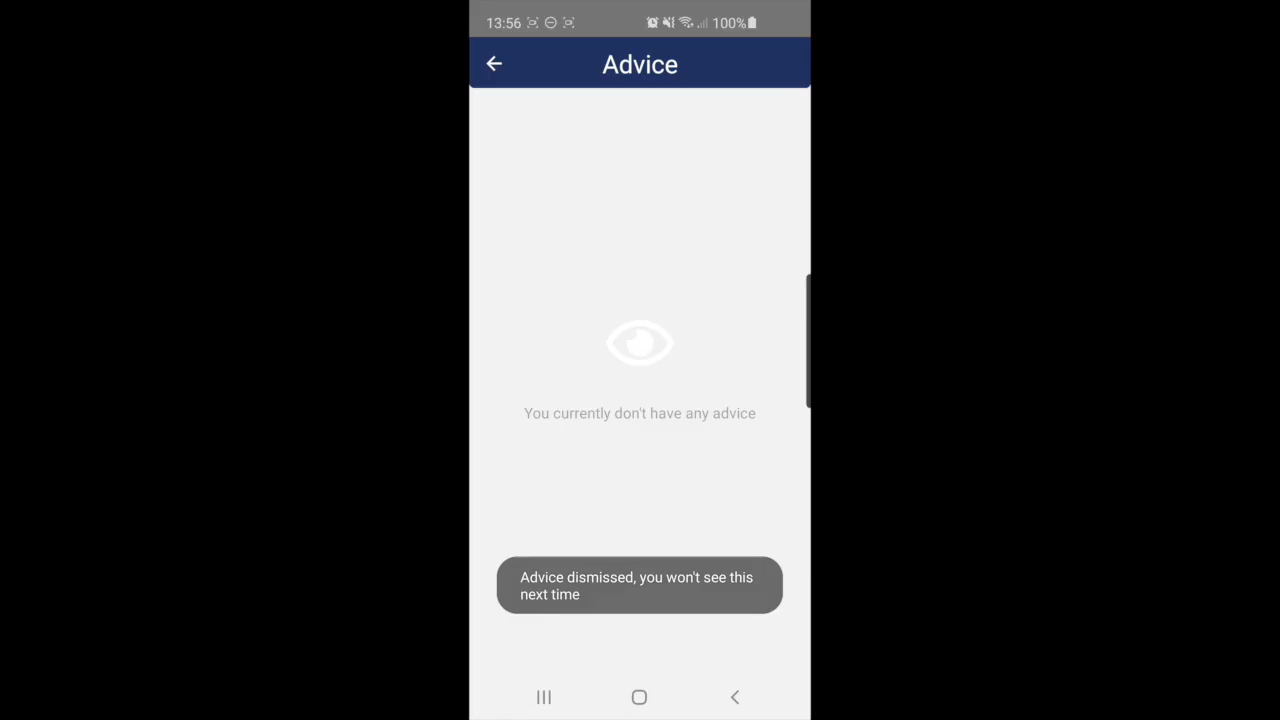 13:56 100%
Advice
You currently don't have any advice
Advice dismissed, you won't see this
next time